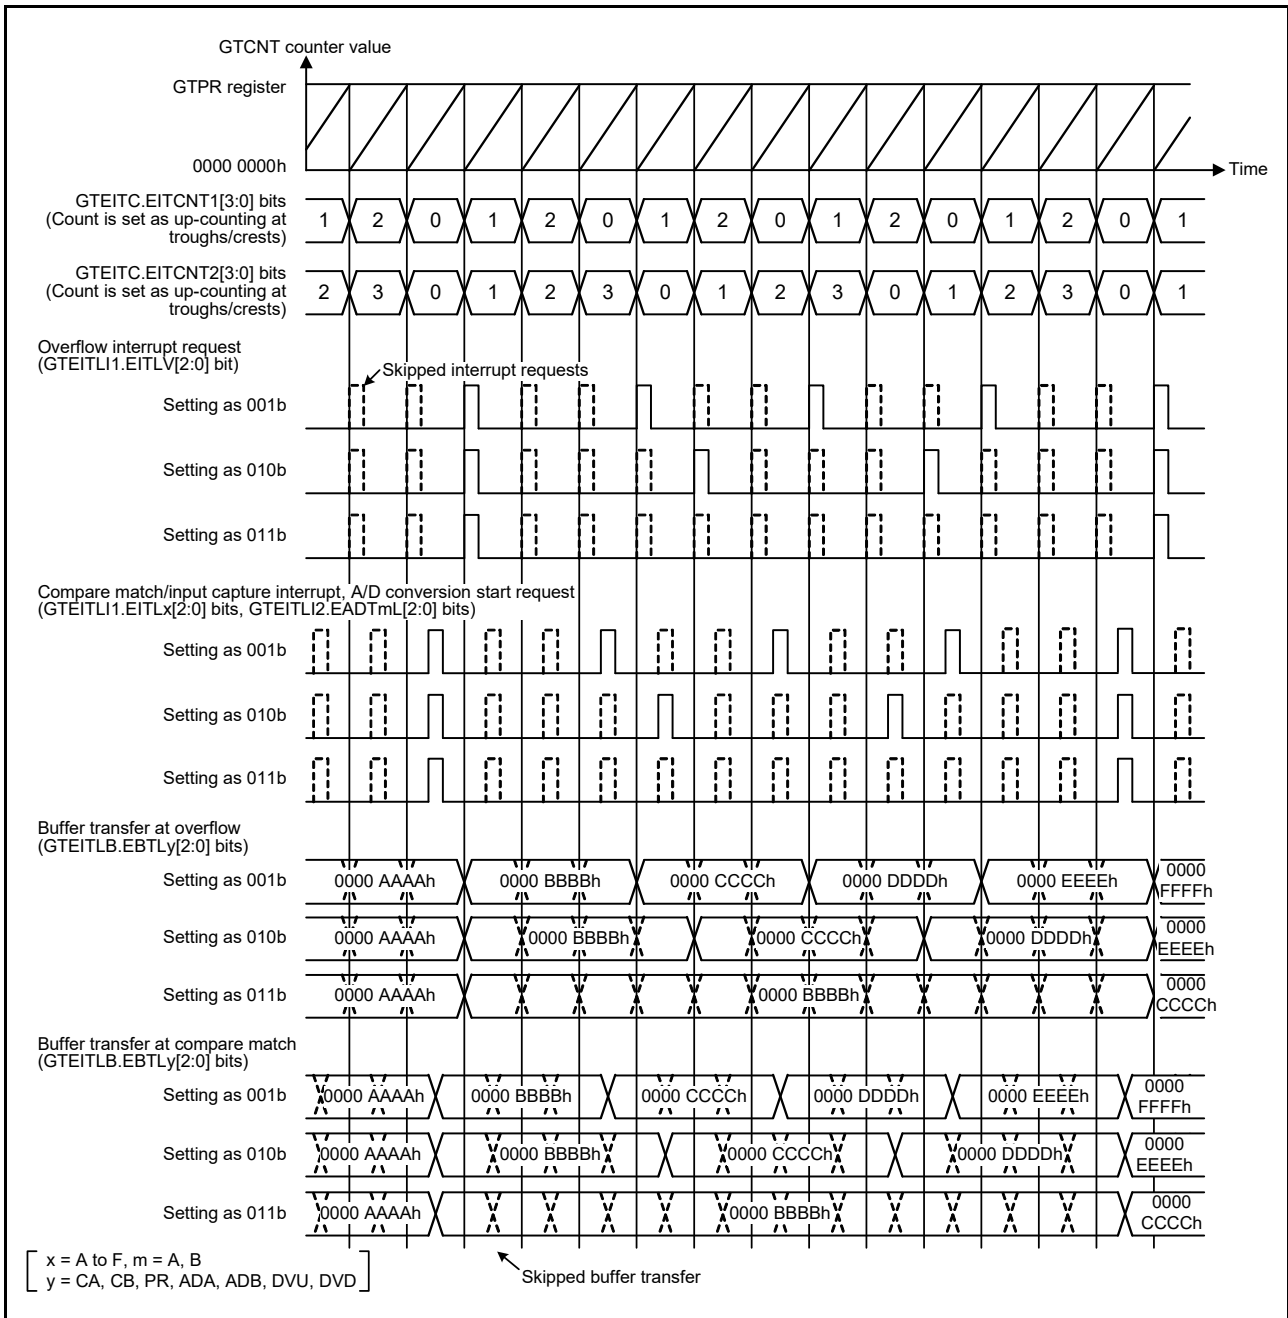 GTCNT counter value
GTPR register
0000 0000h
Time
GTEITC.EITCNT1[3:0] bits
(Count is set as up-counting at
troughs/crests)
1 2 0 1 2 0 1 2 0 1 2 0 1 2 0 1
GTEITC.EITCNT2[3:0] bits
(Count is set as up-counting at
troughs/crests)
2 3 0 1 2 3 0 1 2 3 0 1 2 3 0 1
Overflow interrupt request
(GTEITLI1.EITLV[2:0] bit)
Skipped interrupt requests
Setting as 001b
Setting as 010b
Setting as 011b
Compare match/input capture interrupt, A/D conversion start request
(GTEITLI1.EITLx[2:0] bits, GTEITLI2.EADTmL[2:0] bits)
Setting as 001b
Setting as 010b
Setting as 011b
Buffer transfer at overflow
(GTEITLB.EBTLy[2:0] bits)
Setting as 001b 0000 AAAAh 0000 BBBBh 0000 CCCCh 0000 DDDDh 0000 EEEEh 0000
FFFFh
Setting as 010b 0000 AAAAh 0000 BBBBh 0000 CCCCh 0000 DDDDh 0000
EEEEh
Setting as 011b 0000 AAAAh 0000 BBBBh 0000
CCCCh
Buffer transfer at compare match
(GTEITLB.EBTLy[2:0] bits)
Setting as 001b 0000 AAAAh 0000 BBBBh 0000 CCCCh 0000 DDDDh 0000 EEEEh 0000
FFFFh
Setting as 010b 0000 AAAAh 0000 BBBBh 0000 CCCCh 0000 DDDDh 0000
EEEEh
Setting as 011b 0000 AAAAh 0000 BBBBh 0000
CCCCh
x = A to F, m = A, B
y = CA, CB, PR, ADA, ADB, DVU, DVD
Skipped buffer transfer